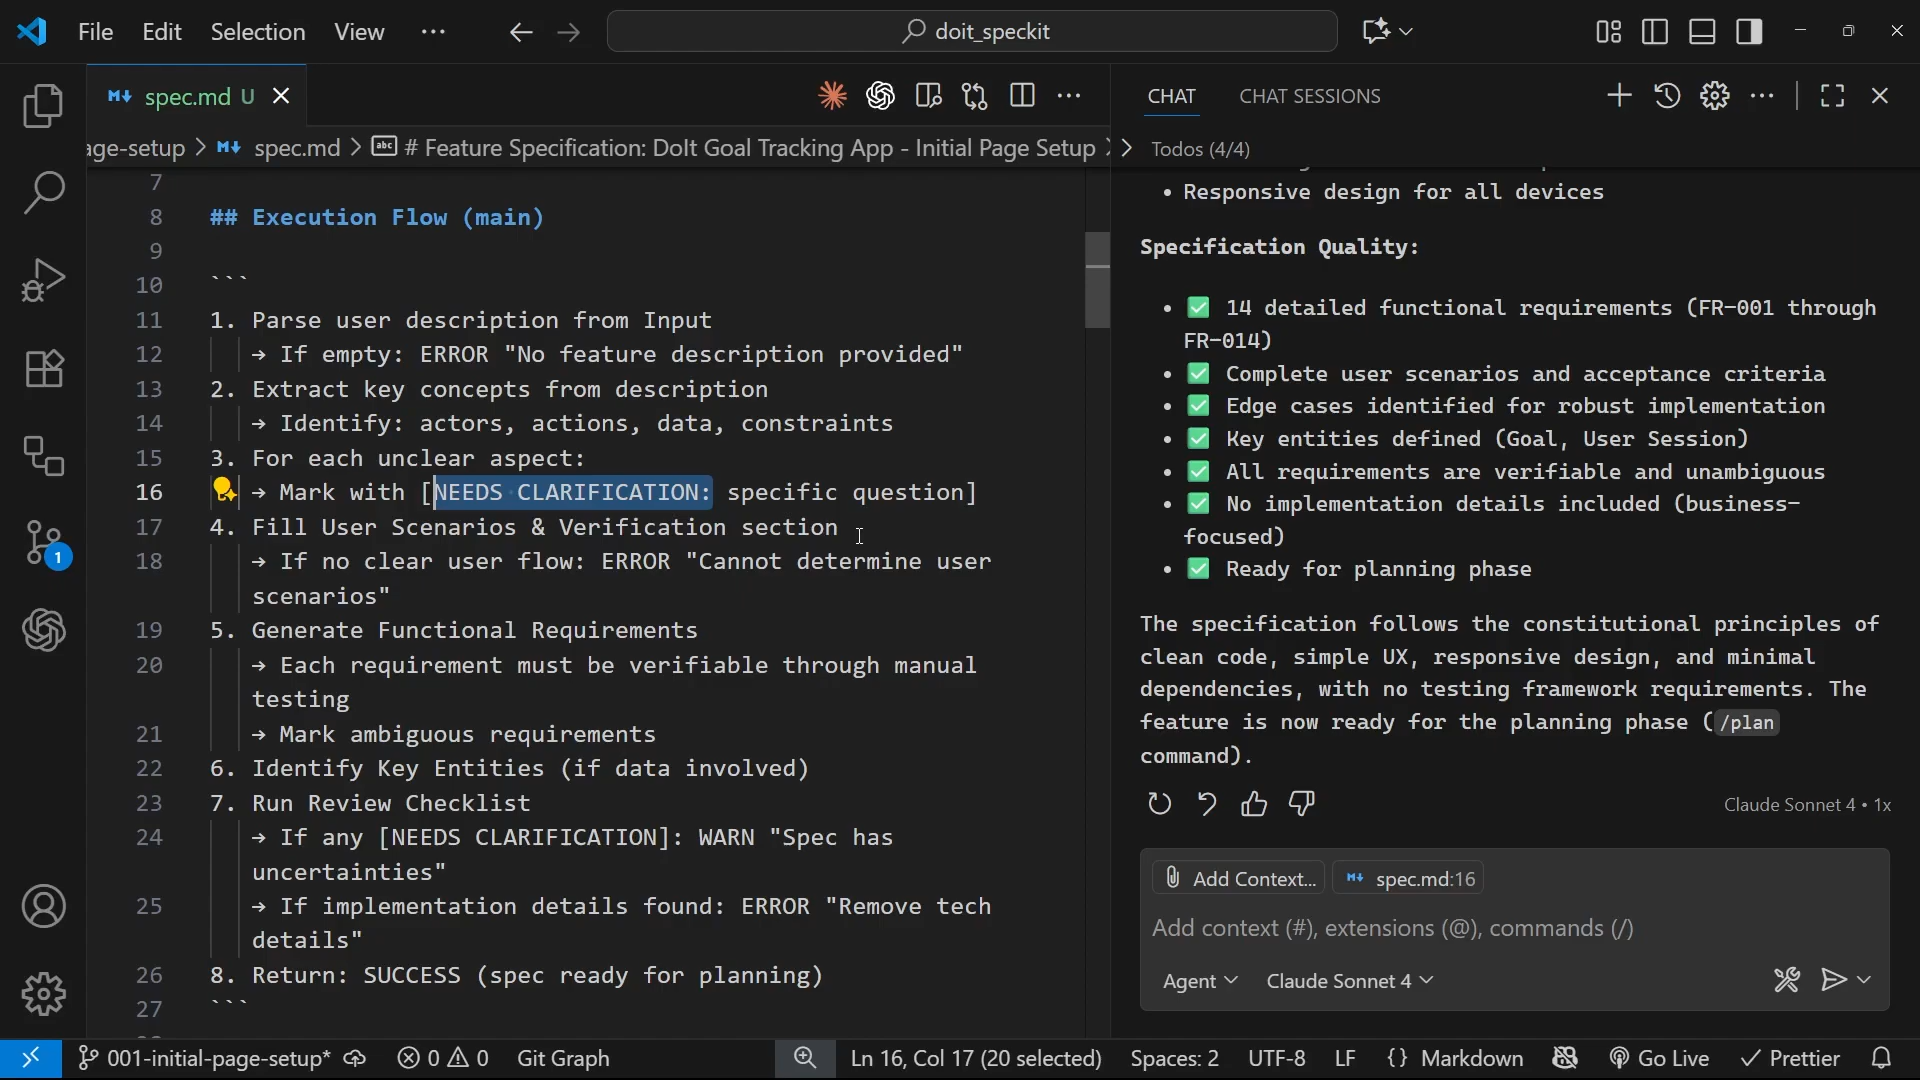 File Edit Selection View ···
doit_speckit
spec.md U
CHAT
CHAT SESSIONS
age-setup > spec.md > # Feature Specification: DoIt Goal Tracking App - Initial Page Setup
Todos (4/4)
7
8 ## Execution Flow (main)
9
10 ```
11 1. Parse user description from Input
12 → If empty: ERROR "No feature description provided"
13 2. Extract key concepts from description
14 → Identify: actors, actions, data, constraints
15 3. For each unclear aspect:
16 → Mark with [NEEDS·CLARIFICATION: specific question]
17 4. Fill User Scenarios & Verification section
18 → If no clear user flow: ERROR "Cannot determine user
scenarios"
19 5. Generate Functional Requirements
20 → Each requirement must be verifiable through manual
testing
21 → Mark ambiguous requirements
22 6. Identify Key Entities (if data involved)
23 7. Run Review Checklist
24 → If any [NEEDS CLARIFICATION]: WARN "Spec has
uncertainties"
25 → If implementation details found: ERROR "Remove tech
details"
26 8. Return: SUCCESS (spec ready for planning)
27 ```
• Responsive design for all devices
Specification Quality:
• ✅ 14 detailed functional requirements (FR-001 through
FR-014)
• ✅ Complete user scenarios and acceptance criteria
• ✅ Edge cases identified for robust implementation
• ✅ Key entities defined (Goal, User Session)
• ✅ All requirements are verifiable and unambiguous
• ✅ No implementation details included (business-
focused)
• ✅ Ready for planning phase
The specification follows the constitutional principles of
clean code, simple UX, responsive design, and minimal
dependencies, with no testing framework requirements. The
feature is now ready for the planning phase (/plan
command).
Claude Sonnet 4 • 1x
Add Context... spec.md:16
Add context (#), extensions (@), commands (/)
Agent Claude Sonnet 4
1
001-initial-page-setup* 0 0 Git Graph Ln 16, Col 17 (20 selected) Spaces: 2 UTF-8 LF {} Markdown Go Live Prettier